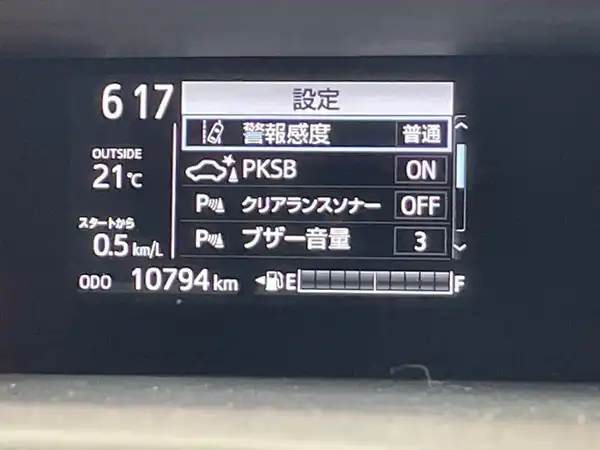 6 17
設定
警報感度 普通
OUTSIDE
21℃
PKSB ON
P クリアランスソナー OFF
スタートから
0.5 km/L
P ブザー音量 3
ODO 10794 km
E F